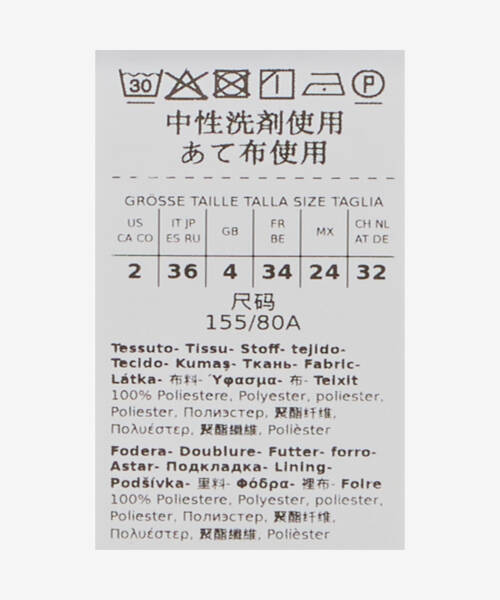 30 P
中性洗剤使用
あて布使用
GRÖSSE TAILLE TALLA SIZE TAGLIA
US CA CO
IT JP ES RU
GB
FR BE
MX
CH NL AT DE
2 36 4 34 24 32
尺码
155/80A
Tessuto- Tissu- Stoff- tejido-
Tecido- Kumaş- Ткань- Fabric-
Látka- 布料- Ύφασμα- 布- Teixit
100% Poliestere, Polyester, poliester,
Poliester, Полиэстер, 聚酯纤维,
Πολυέστερ, 聚酯纖維, Polièster
Fodera- Doublure- Futter- forro-
Astar- Подкладка- Lining-
Podšívka- 里料- Φόδρα- 裡布- Folre
100% Poliestere, Polyester, poliester,
Poliester, Полиэстер, 聚酯纤维,
Πολυέστερ, 聚酯纖維, Polièster